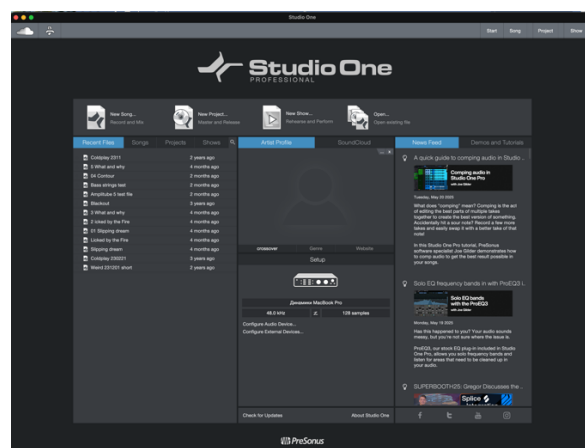 Studio One
Start Song Project Show
Studio One
PROFESSIONAL
New Song...
Record and Mix
New Project...
Master and Release
New Show...
Rehearse and Perform
Open...
Open existing file
Recent Files Songs Projects Shows
Artist Profile SoundCloud
News Feed Demos and Tutorials
Coldplay 2311 2 years ago
5 What and why 4 months ago
04 Contour 2 months ago
Bass strings test 2 months ago
Amplitube 5 test file 2 months ago
Blackout 3 years ago
3 What and why 4 months ago
2 linked by the Fire 4 months ago
01 Slipping dream 4 months ago
Linked by the Fire 4 months ago
Slipping dream 4 months ago
Coldplay 230221 3 years ago
Weird 231201 short 2 years ago
crossover Genre Website
Setup
Динамики MacBook Pro
48.0 kHz
128 samples
Configure Audio Device...
Configure External Devices...
Check for Updates About Studio One
A quick guide to comping audio in Studio ..
Comping audio in
Studio One Pro
with Joe Gilder
Tuesday, May 20 2025
What does "comping" mean? Comping is the act
of editing the best parts of multiple takes
together to create the best version of something.
Accidentally hit a sour note? Record a few more
takes and easily swap it with a better take of that
note!
In this Studio One Pro tutorial, PreSonus
software specialist Joe Gilder demonstrates how
to comp audio to get the best result possible in
your songs.
Solo EQ frequency bands in with ProEQ3 i..
Solo EQ bands
with the ProEQ3
with Joe Gilder
Monday, May 19 2025
Has this happened to you? Your audio sounds
messy, but you're not sure where the issue is.
ProEQ3, our stock EQ plug-in included in Studio
One Pro, allows you solo frequency bands and
listen for areas that need to be cleaned up in
your audio.
SUPERBOOTH25: Gregor Discusses the ..
Splice
PreSonus